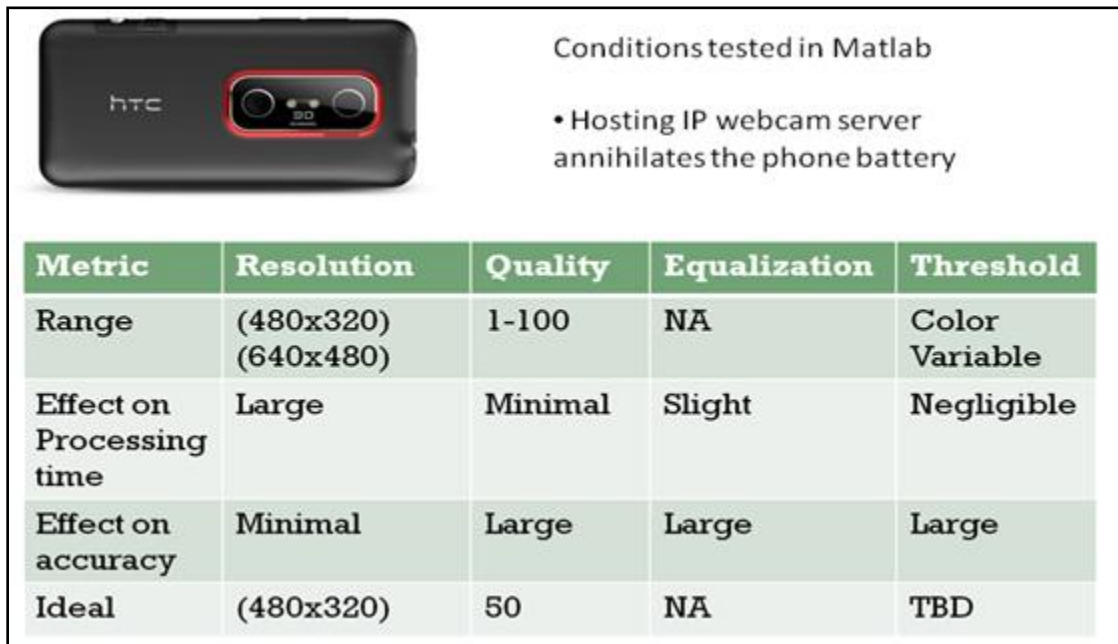 hTC
3D
Conditions tested in Matlab
• Hosting IP webcam server
annihilates the phone battery
Metric Resolution Quality Equalization Threshold
Range (480x320) 1-100 NA Color
(640x480) Variable
Effect on Large Minimal Slight Negligible
Processing
time
Effect on Minimal Large Large Large
accuracy
Ideal (480x320) 50 NA TBD